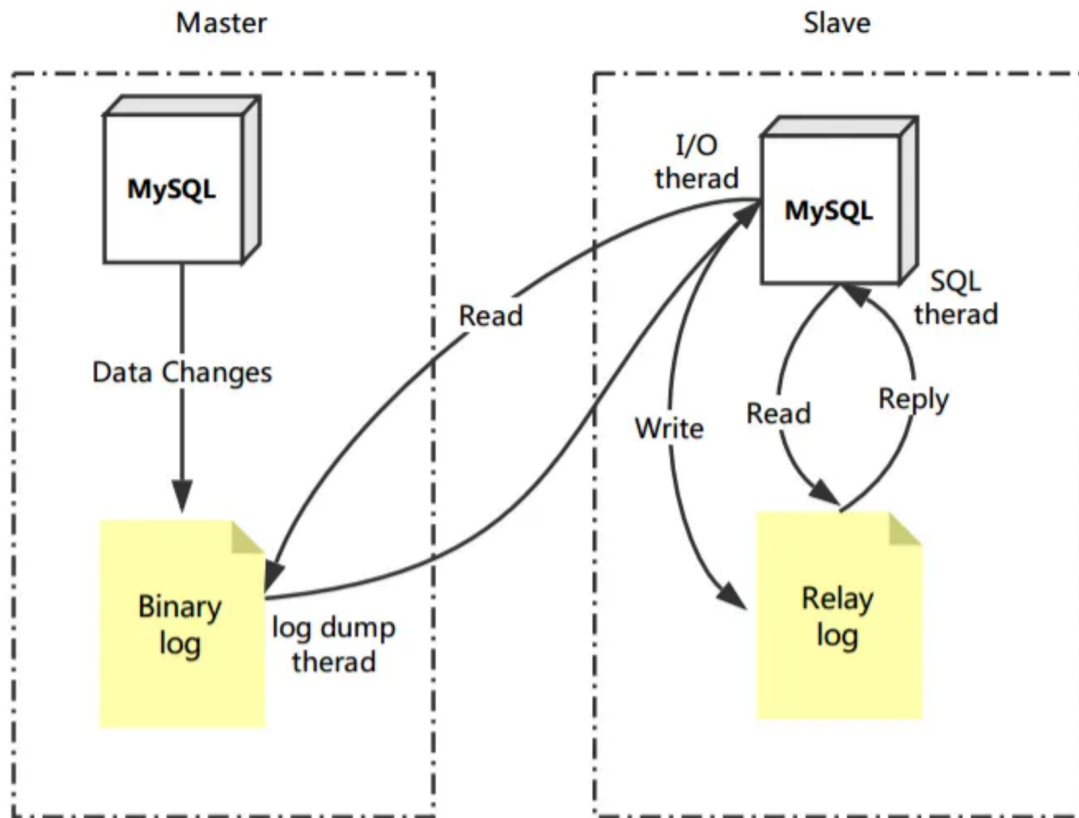 Master
Slave
MySQL
I/O
therad
MySQL
SQL
therad
Read
Data Changes
Write
Read
Reply
Binary
log
log dump
therad
Relay
log